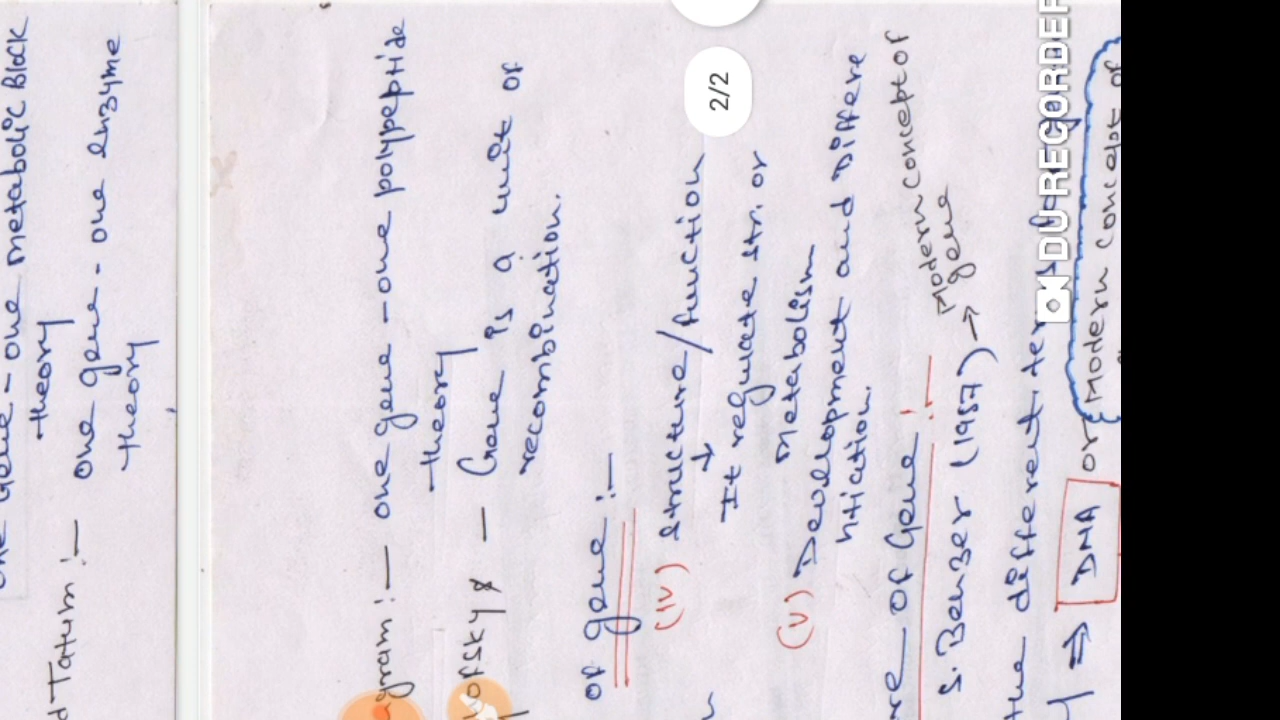 one Gene - one metabolic Block
theory
d Tatum :- one gene - one enzyme
theory
gram :- one gene - one polypeptide
theory
ofsky - Gene is a unit of
recombination.
of gene :-
(IV) Structure/function
It regulate str. or
metabolism
(V) Development and Differe
ntiation.
re of Gene :-
S. Benzer (1957) → Modern concept of
gene
the different ter
⇒ DNA or {Modern concept of
2/2
DU RECORDER